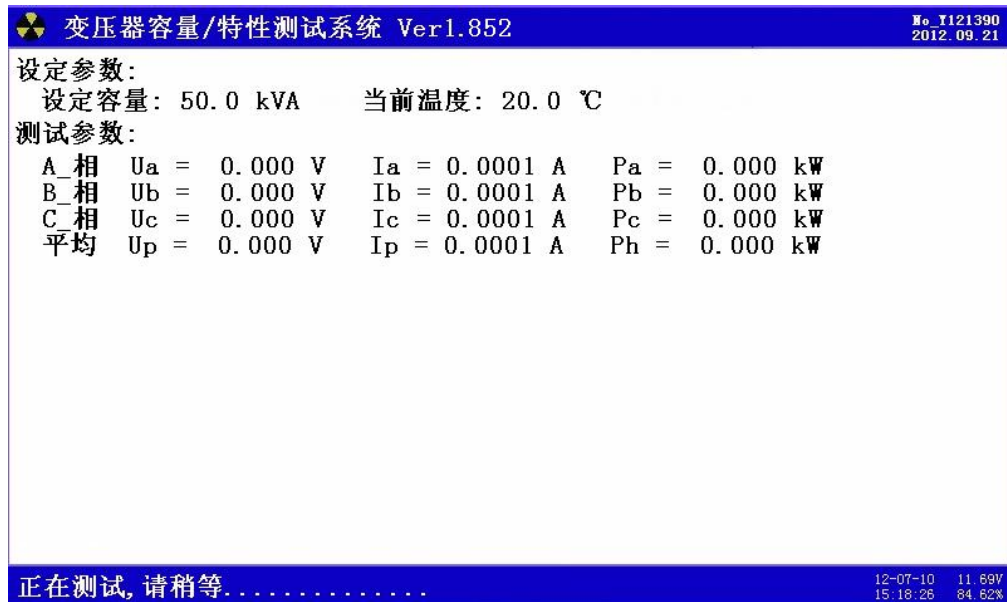 变压器容量/特性测试系统 Ver1.852
No_Y121390
2012.09.21
设定参数:
设定容量: 50.0 kVA 当前温度: 20.0 ℃
测试参数:
A_相 Ua = 0.000 V Ia = 0.0001 A Pa = 0.000 kW
B_相 Ub = 0.000 V Ib = 0.0001 A Pb = 0.000 kW
C_相 Uc = 0.000 V Ic = 0.0001 A Pc = 0.000 kW
平均 Up = 0.000 V Ip = 0.0001 A Ph = 0.000 kW
正在测试,请稍等..............
12-07-10 11.69V
15:18:26 84.62%